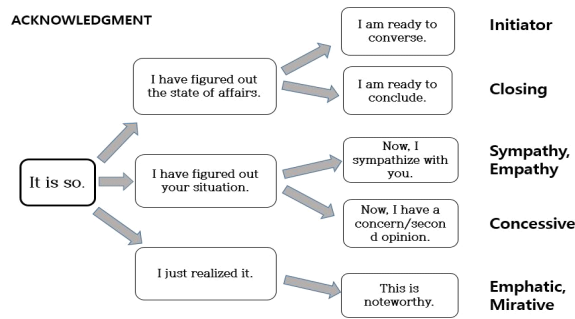 ACKNOWLEDGMENT
I am ready to
converse.
Initiator
I have figured out
the state of affairs.
I am ready to
conclude.
Closing
It is so.
I have figured out
your situation.
Now, I
sympathize with
you.
Sympathy,
Empathy
Now, I have a
concern/secon
d opinion.
Concessive
I just realized it.
This is
noteworthy.
Emphatic,
Mirative